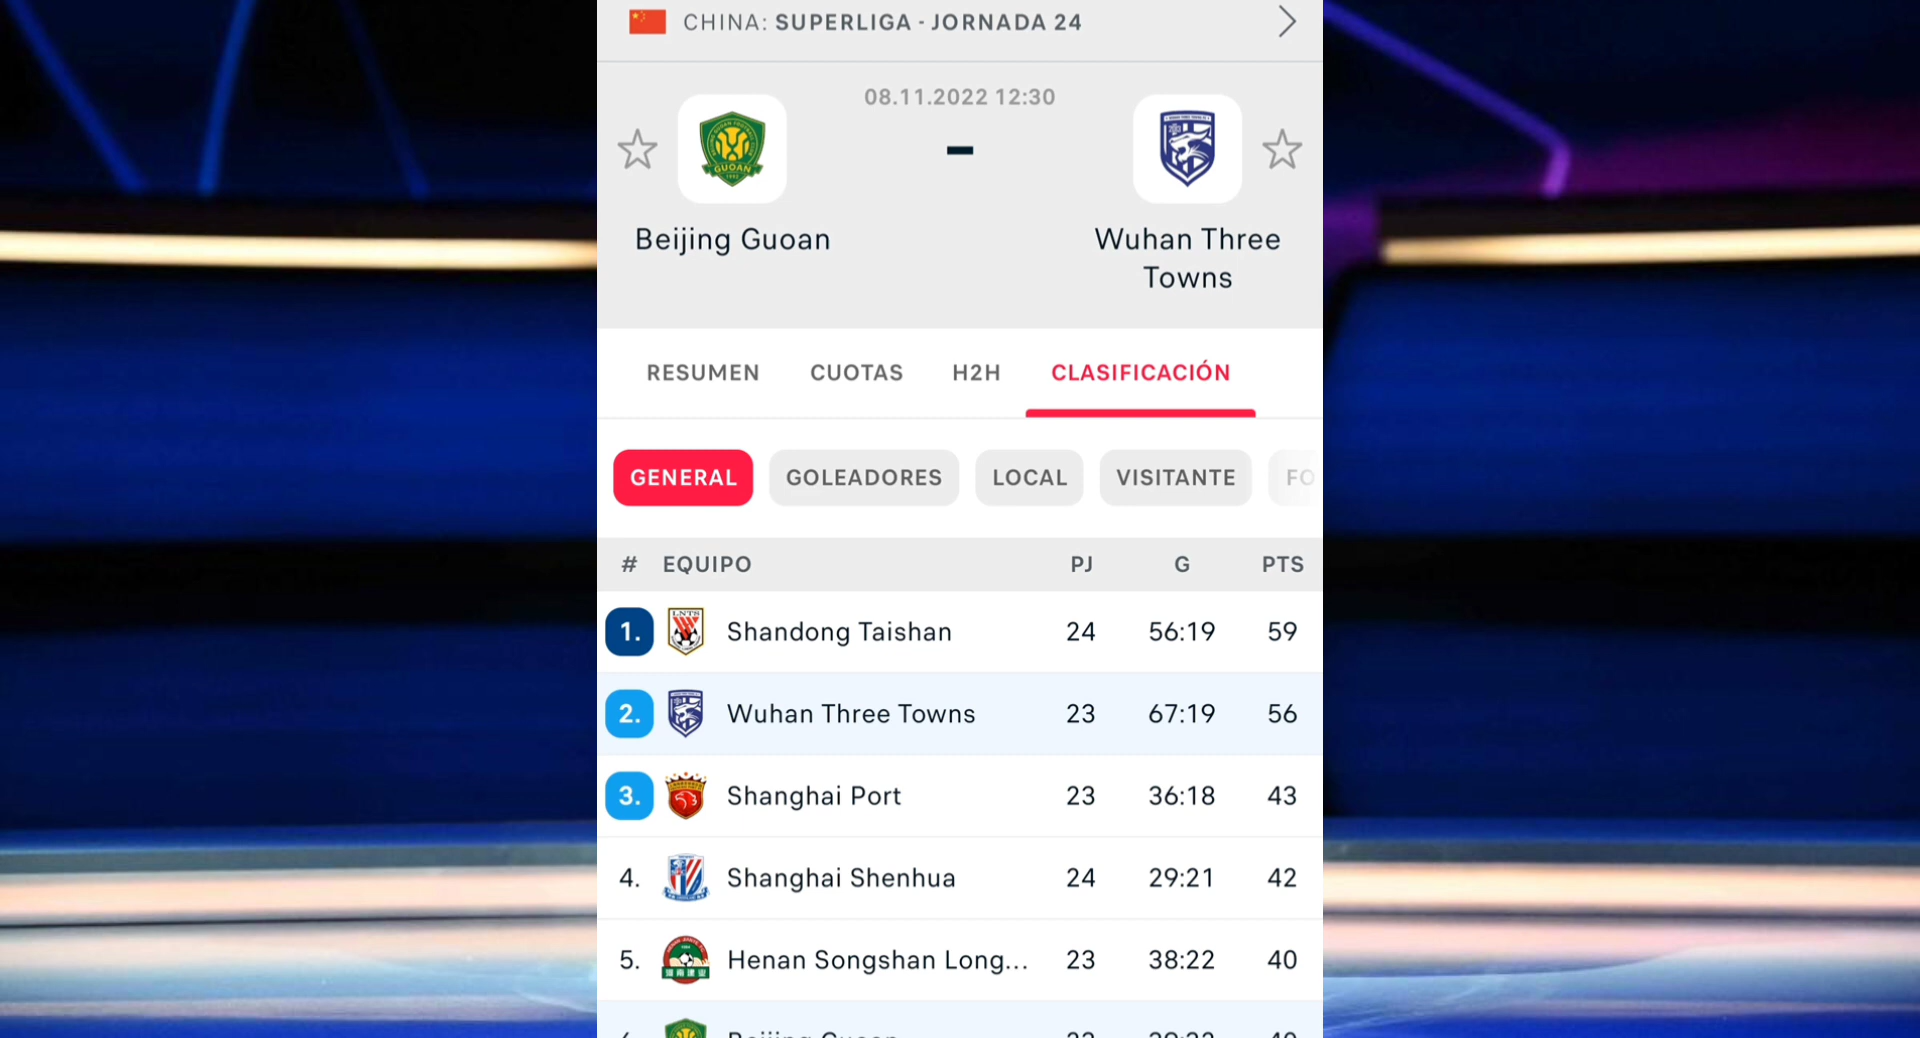 CHINA: SUPERLIGA - JORNADA 24
08.11.2022 12:30
-
Beijing Guoan
Wuhan Three
Towns
RESUMEN CUOTAS H2H CLASIFICACIÓN
GENERAL GOLEADORES LOCAL VISITANTE FO
# EQUIPO PJ G PTS
1. Shandong Taishan 24 56:19 59
2. Wuhan Three Towns 23 67:19 56
3. Shanghai Port 23 36:18 43
4. Shanghai Shenhua 24 29:21 42
5. Henan Songshan Long... 23 38:22 40
Beijing Guoan